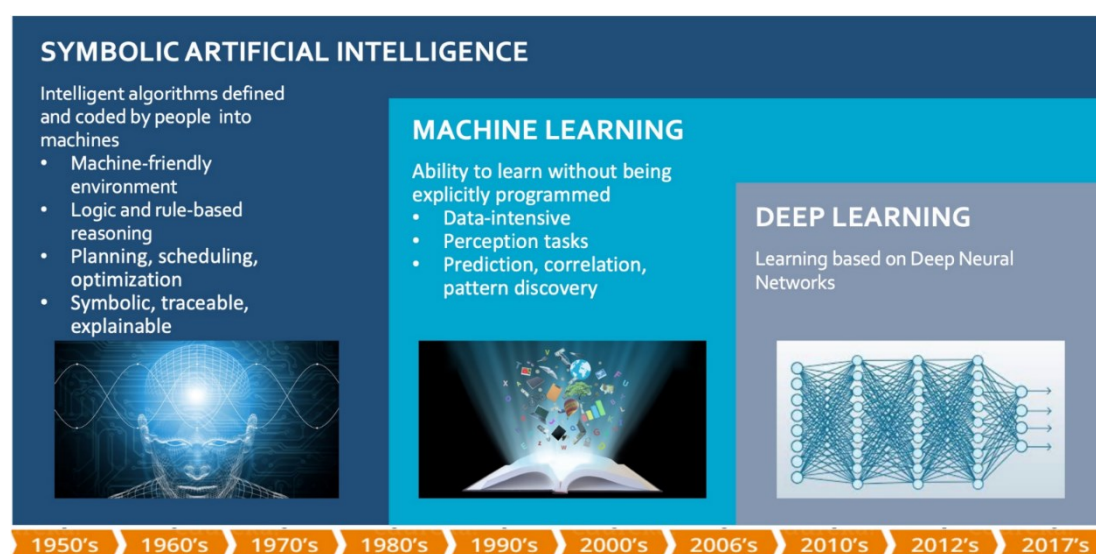 SYMBOLIC ARTIFICIAL INTELLIGENCE
Intelligent algorithms defined
and coded by people into
machines
• Machine-friendly
environment
• Logic and rule-based
reasoning
• Planning, scheduling,
optimization
• Symbolic, traceable,
explainable
MACHINE LEARNING
Ability to learn without being
explicitly programmed
• Data-intensive
• Perception tasks
• Prediction, correlation,
pattern discovery
DEEP LEARNING
Learning based on Deep Neural
Networks
1950's 1960's 1970's 1980's 1990's 2000's 2006's 2010's 2012's 2017's